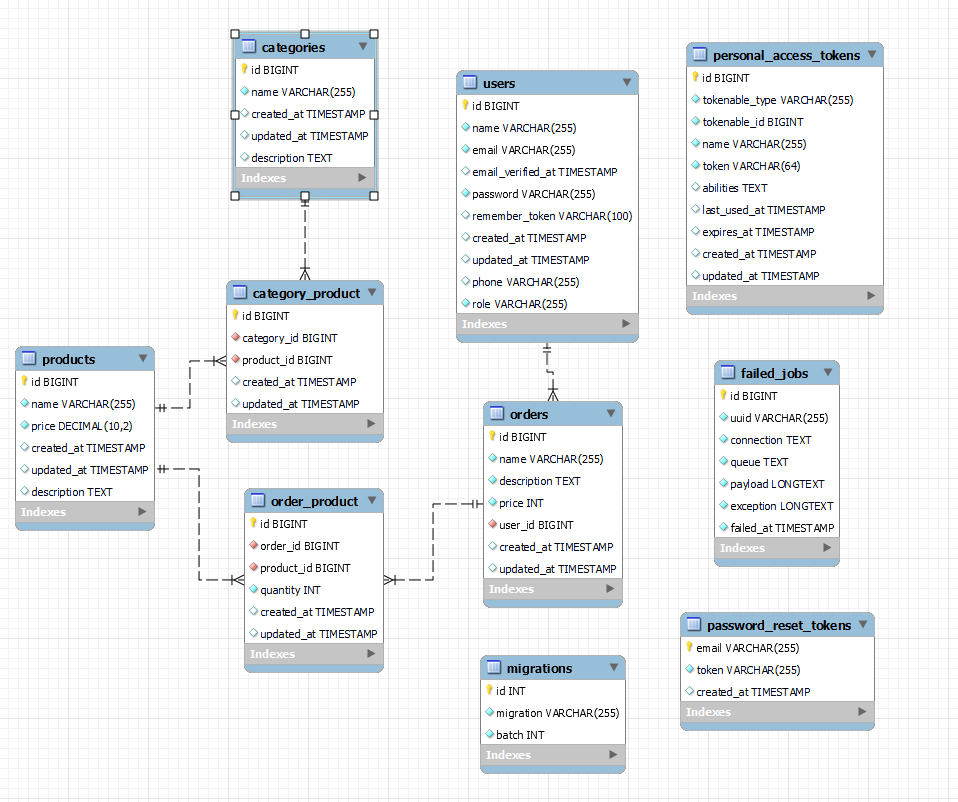 categories
id BIGINT
name VARCHAR(255)
created_at TIMESTAMP
updated_at TIMESTAMP
description TEXT
Indexes
users
id BIGINT
name VARCHAR(255)
email VARCHAR(255)
email_verified_at TIMESTAMP
password VARCHAR(255)
remember_token VARCHAR(100)
created_at TIMESTAMP
updated_at TIMESTAMP
phone VARCHAR(255)
role VARCHAR(255)
Indexes
personal_access_tokens
id BIGINT
tokenable_type VARCHAR(255)
tokenable_id BIGINT
name VARCHAR(255)
token VARCHAR(64)
abilities TEXT
last_used_at TIMESTAMP
expires_at TIMESTAMP
created_at TIMESTAMP
updated_at TIMESTAMP
Indexes
category_product
id BIGINT
category_id BIGINT
product_id BIGINT
created_at TIMESTAMP
updated_at TIMESTAMP
Indexes
products
id BIGINT
name VARCHAR(255)
price DECIMAL(10,2)
created_at TIMESTAMP
updated_at TIMESTAMP
description TEXT
Indexes
orders
id BIGINT
name VARCHAR(255)
description TEXT
price INT
user_id BIGINT
created_at TIMESTAMP
updated_at TIMESTAMP
Indexes
failed_jobs
id BIGINT
uuid VARCHAR(255)
connection TEXT
queue TEXT
payload LONGTEXT
exception LONGTEXT
failed_at TIMESTAMP
Indexes
order_product
id BIGINT
order_id BIGINT
product_id BIGINT
quantity INT
created_at TIMESTAMP
updated_at TIMESTAMP
Indexes
migrations
id INT
migration VARCHAR(255)
batch INT
Indexes
password_reset_tokens
email VARCHAR(255)
token VARCHAR(255)
created_at TIMESTAMP
Indexes